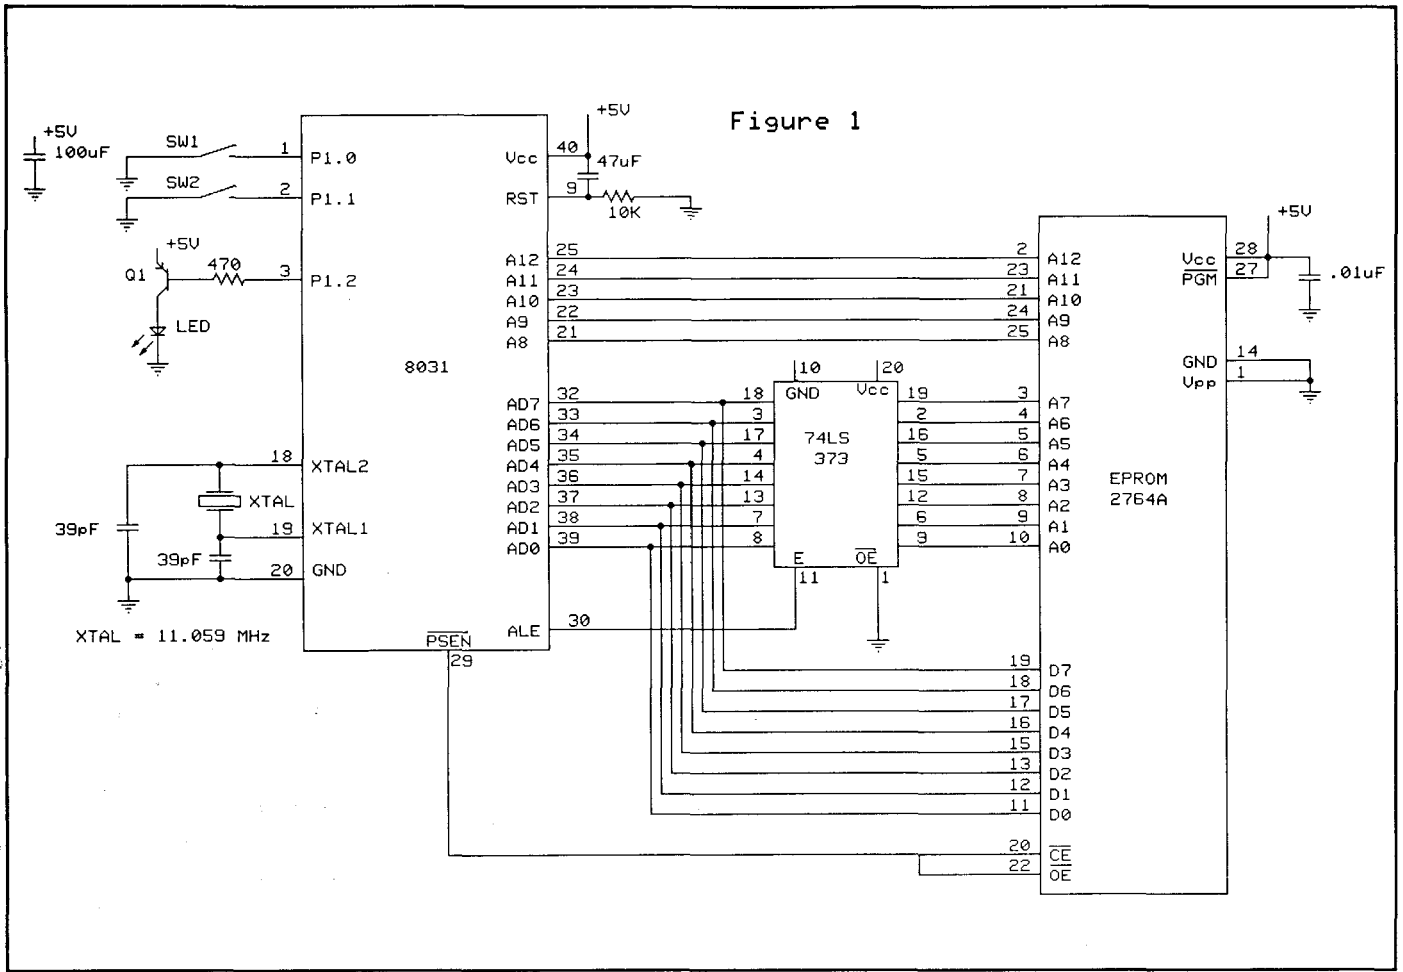 Figure 1
+5V
100uF
SW1
1
P1.0
SW2
2
P1.1
+5V
Q1
470
3
P1.2
LED
8031
18
XTAL2
XTAL
19
XTAL1
39pF
39pF
20
GND
XTAL = 11.059 MHz
PSEN
29
+5V
Vcc
40
47uF
RST
9
10K
A12
25
A11
24
A10
23
A9
22
A8
21
AD7
32
AD6
33
AD5
34
AD4
35
AD3
36
AD2
37
AD1
38
AD0
39
ALE
30
10
20
GND
Vcc
74LS
373
18
3
17
4
14
13
7
8
E
OE
11
1
19
2
16
5
15
12
6
9
2
A12
23
A11
21
A10
24
A9
25
A8
3
A7
4
A6
5
A5
6
A4
7
A3
8
A2
9
A1
10
A0
EPROM
2764A
19
D7
18
D6
17
D5
16
D4
15
D3
13
D2
12
D1
11
D0
20
CE
22
OE
+5V
Vcc
28
PGM
27
.01uF
GND
14
Vpp
1